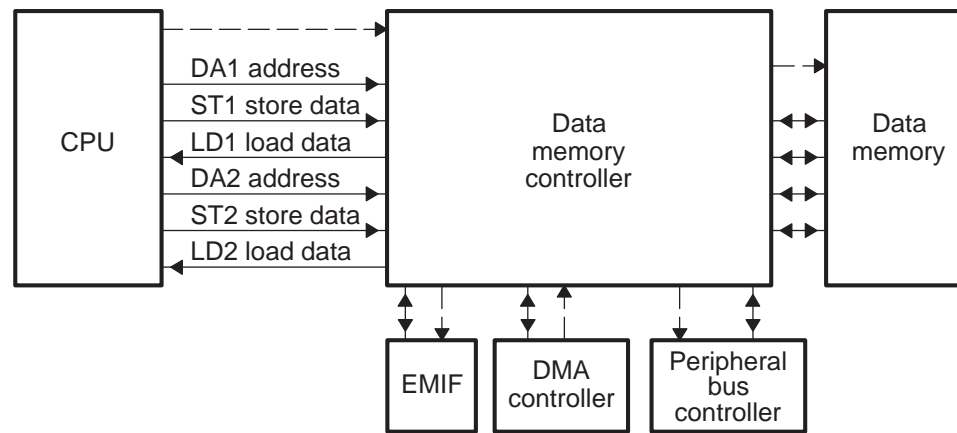 CPU
DA1 address
ST1 store data
LD1 load data
DA2 address
ST2 store data
LD2 load data
Data
memory
controller
Data
memory
EMIF
DMA
controller
Peripheral
bus
controller